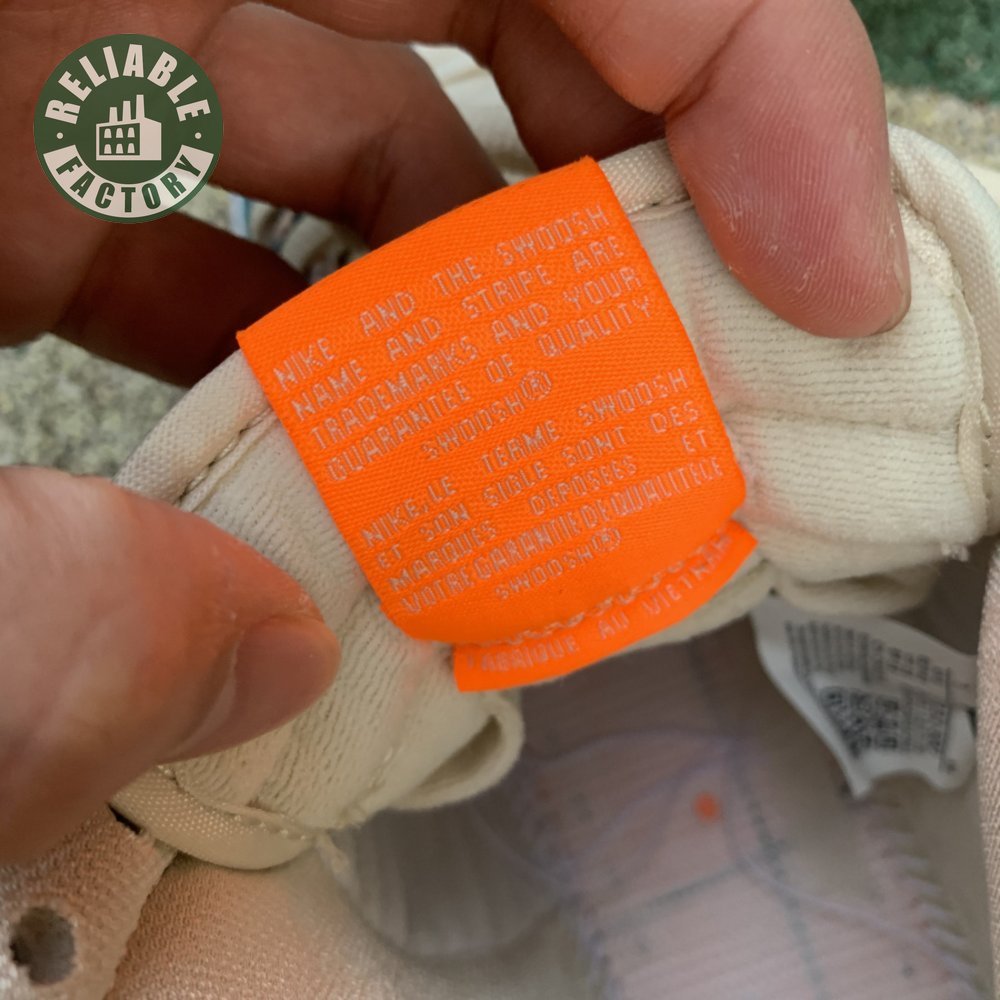 RELIABLE
FACTORY
NIKE AND THE SWOOSH
NAME AND STRIPE ARE
TRADEMARKS AND YOUR
GUARANTEE OF QUALITY
SWOOSH®
NIKE,LE TERME SWOOSH
ET SON SIGLE SONT DES
MARQUES DEPOSEES ET
VOTREGARANTIEDEQUALITELE
SWOOSH®
FABRIQUE AU VIETNAM